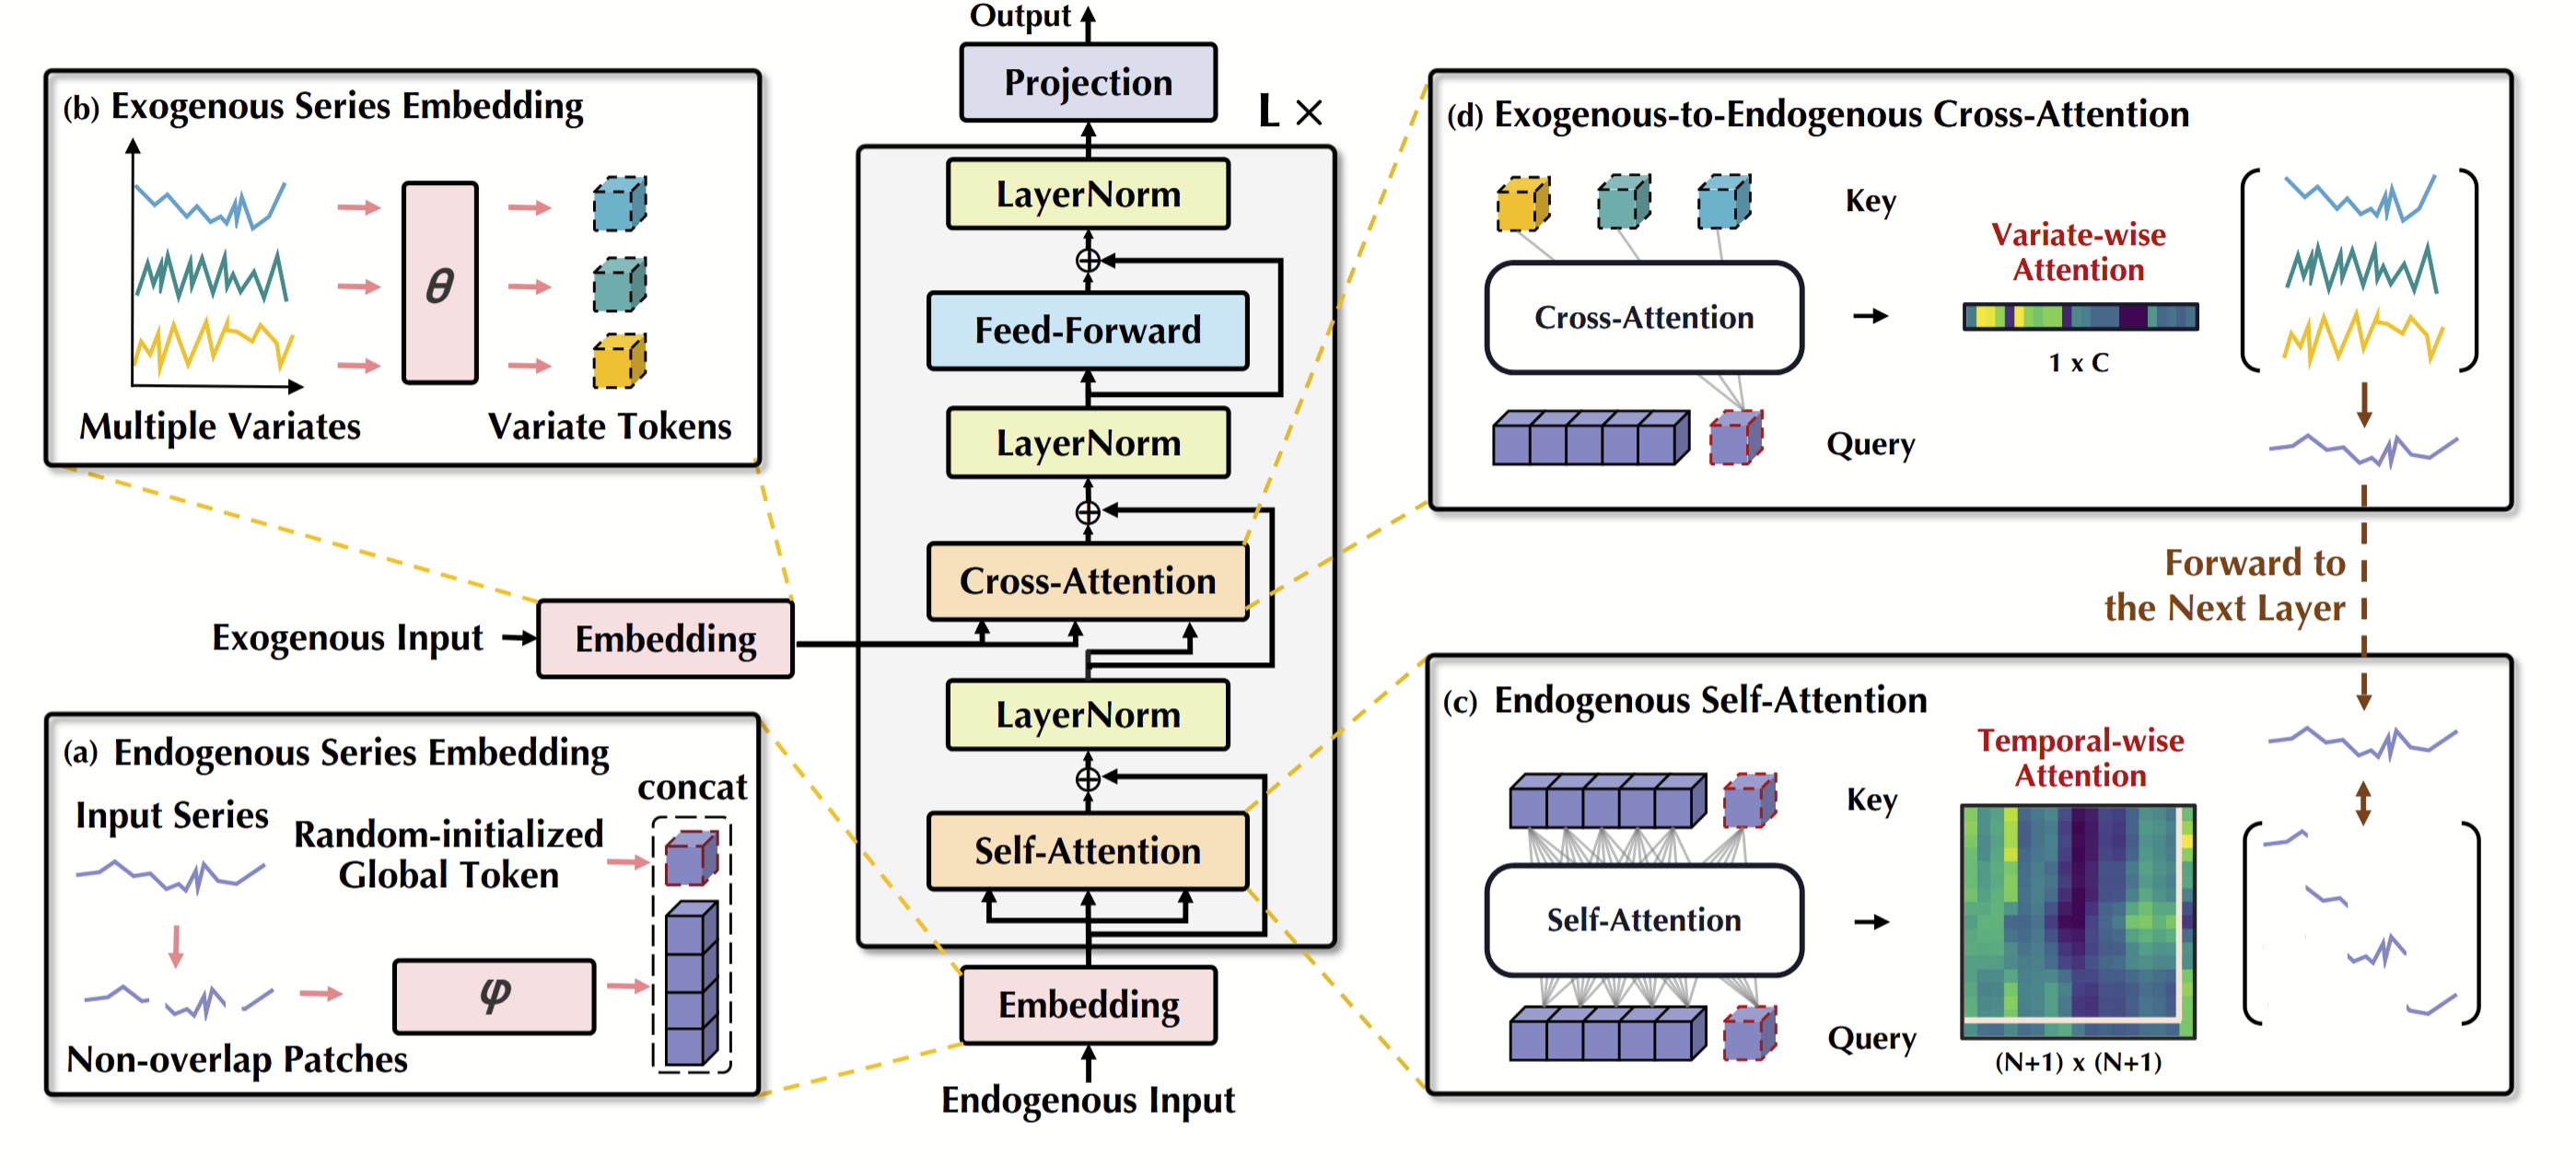 Output
Projection
L ×
LayerNorm
Feed-Forward
LayerNorm
Cross-Attention
LayerNorm
Self-Attention
Embedding
Endogenous Input
Exogenous Input
Embedding
(b) Exogenous Series Embedding
θ
Multiple Variates
Variate Tokens
(a) Endogenous Series Embedding
concat
Input Series
Random-initialized
Global Token
φ
Non-overlap Patches
(d) Exogenous-to-Endogenous Cross-Attention
Key
Variate-wise
Attention
Cross-Attention
1 x C
Query
Forward to
the Next Layer
(c) Endogenous Self-Attention
Temporal-wise
Attention
Key
Self-Attention
Query
(N+1) x (N+1)